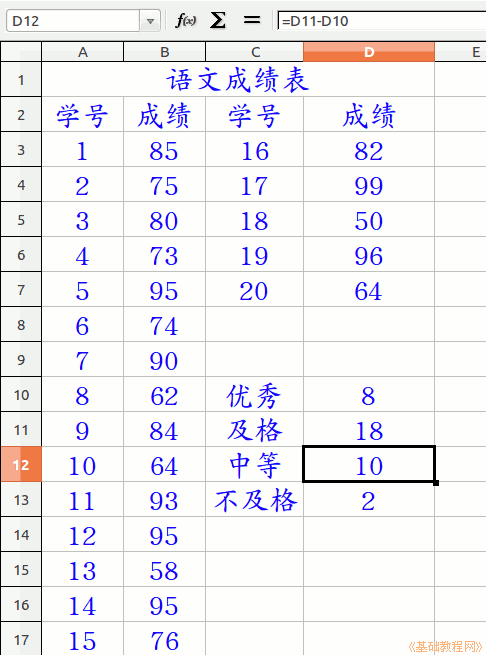 D12 f(x) Σ = =D11-D10
A B C D E
1 语文成绩表
2 学号 成绩 学号 成绩
3 1 85 16 82
4 2 75 17 99
5 3 80 18 50
6 4 73 19 96
7 5 95 20 64
8 6 74
9 7 90
10 8 62 优秀 8
11 9 84 及格 18
12 10 64 中等 10
13 11 93 不及格 2
14 12 95
15 13 58
16 14 95
17 15 76
《基础教程网》